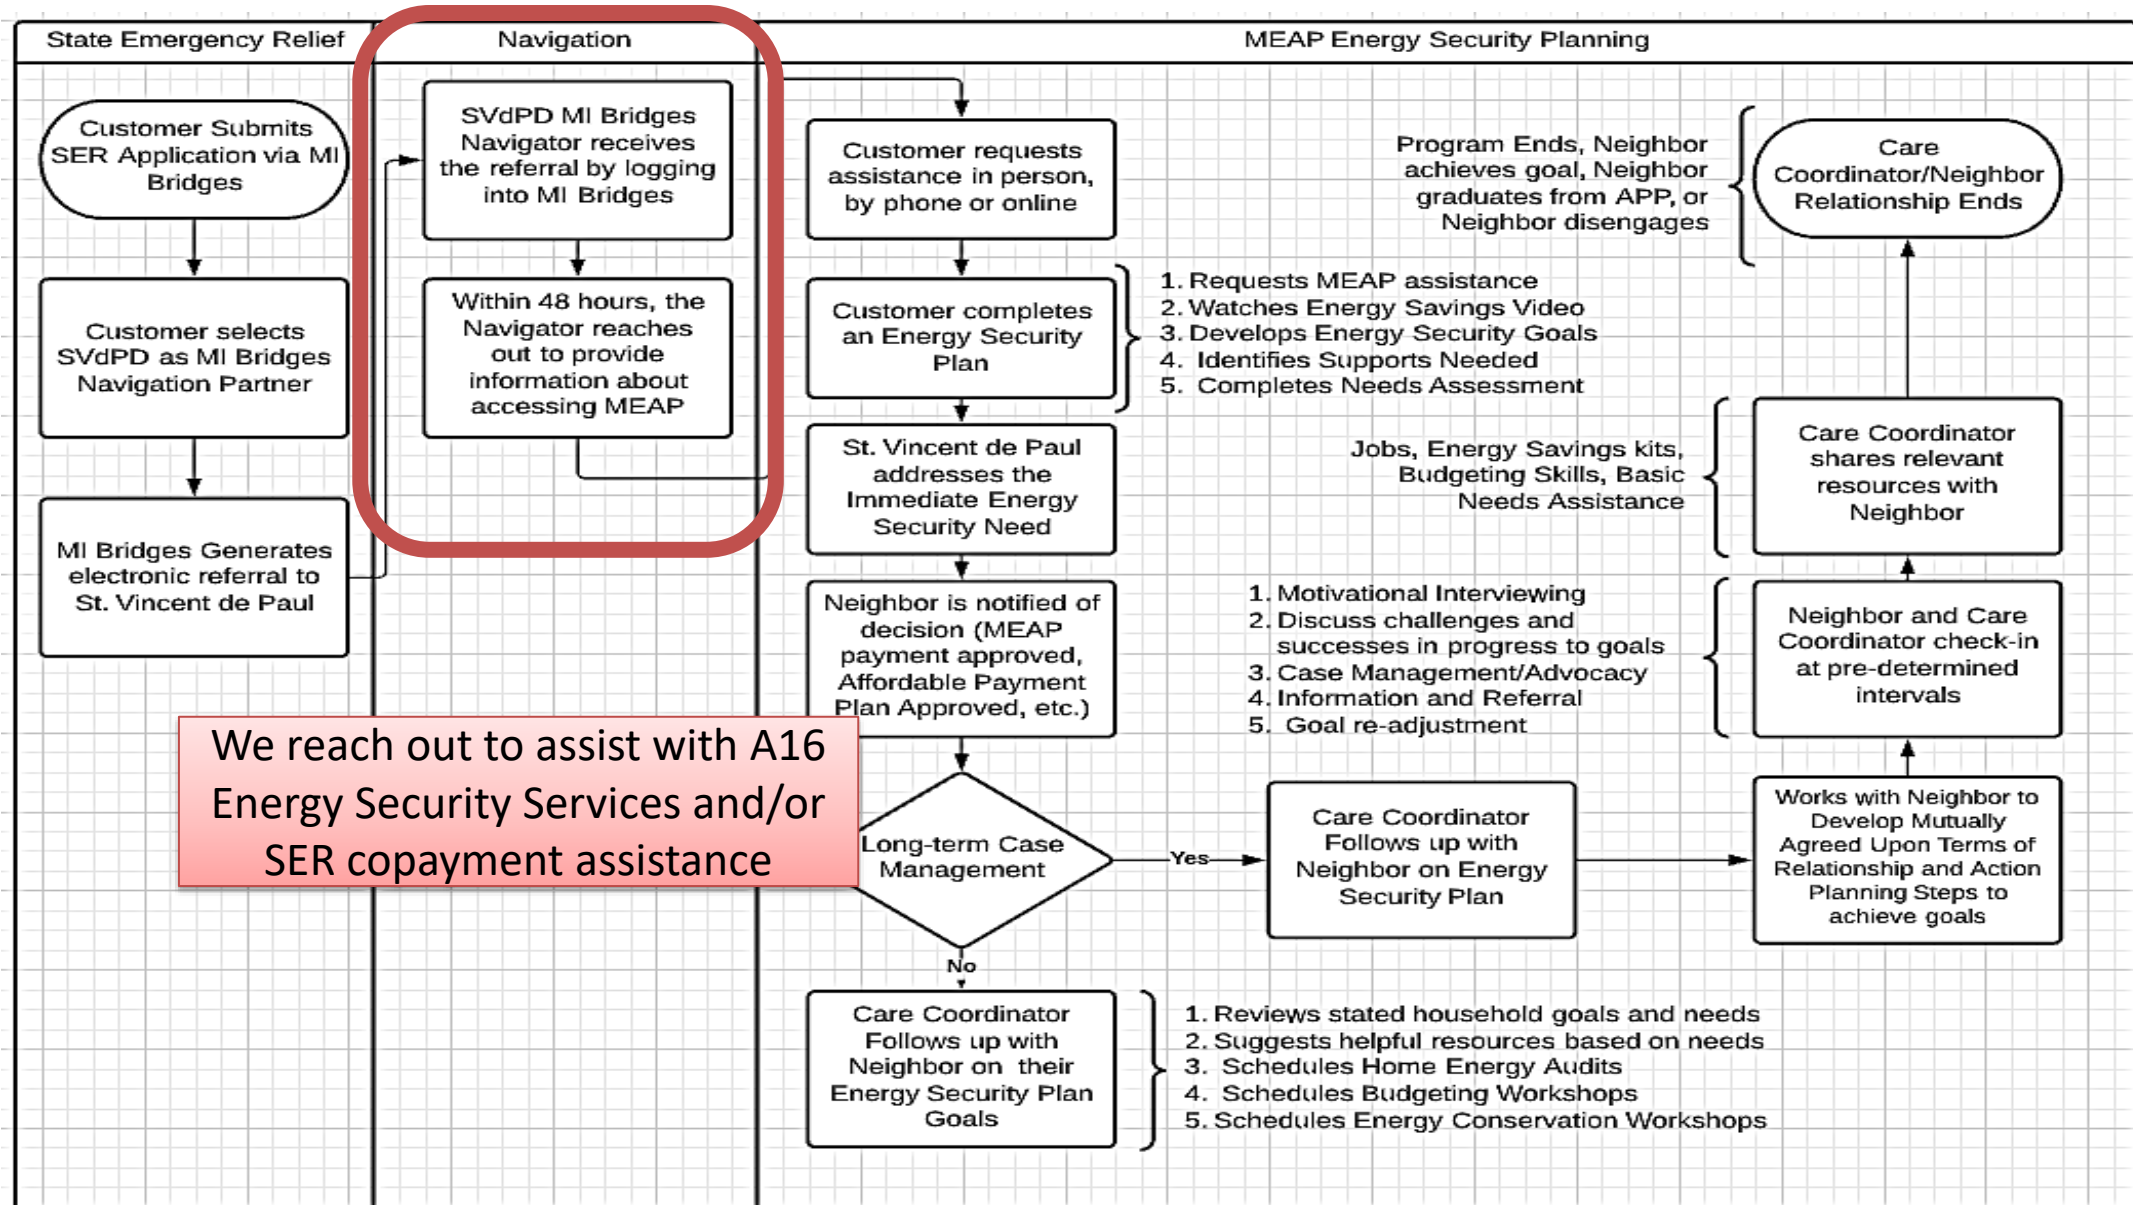 State Emergency Relief
Navigation
MEAP Energy Security Planning
Customer Submits
SER Application via MI
Bridges
Customer selects
SVdPD as MI Bridges
Navigation Partner
MI Bridges Generates
electronic referral to
St. Vincent de Paul
SVdPD MI Bridges
Navigator receives
the referral by logging
into MI Bridges
Within 48 hours, the
Navigator reaches
out to provide
information about
accessing MEAP
We reach out to assist with A16
Energy Security Services and/or
SER copayment assistance
Customer requests
assistance in person,
by phone or online
Customer completes
an Energy Security
Plan
1. Requests MEAP assistance
2. Watches Energy Savings Video
3. Develops Energy Security Goals
4. Identifies Supports Needed
5. Completes Needs Assessment
St. Vincent de Paul
addresses the
Immediate Energy
Security Need
Neighbor is notified of
decision (MEAP
payment approved,
Affordable Payment
Plan Approved, etc.)
Long-term Case
Management
Yes
No
Care Coordinator
Follows up with
Neighbor on their
Energy Security Plan
Goals
1. Reviews stated household goals and needs
2. Suggests helpful resources based on needs
3. Schedules Home Energy Audits
4. Schedules Budgeting Workshops
5. Schedules Energy Conservation Workshops
Care Coordinator
Follows up with
Neighbor on Energy
Security Plan
Works with Neighbor to
Develop Mutually
Agreed Upon Terms of
Relationship and Action
Planning Steps to
achieve goals
Neighbor and Care
Coordinator check-in
at pre-determined
intervals
1. Motivational Interviewing
2. Discuss challenges and
successes in progress to goals
3. Case Management/Advocacy
4. Information and Referral
5. Goal re-adjustment
Care Coordinator
shares relevant
resources with
Neighbor
Jobs, Energy Savings kits,
Budgeting Skills, Basic
Needs Assistance
Care
Coordinator/Neighbor
Relationship Ends
Program Ends, Neighbor
achieves goal, Neighbor
graduates from APP, or
Neighbor disengages